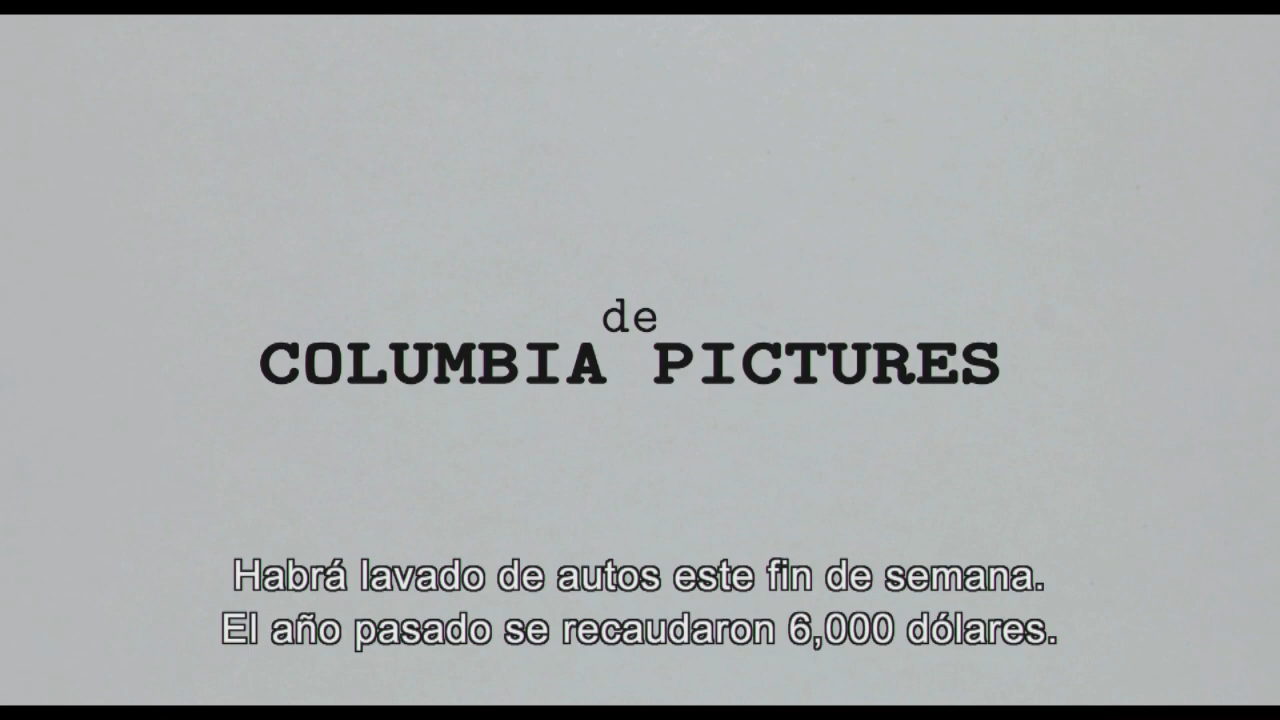 de
COLUMBIA PICTURES
Habrá lavado de autos este fin de semana.
El año pasado se recaudaron 6,000 dólares.